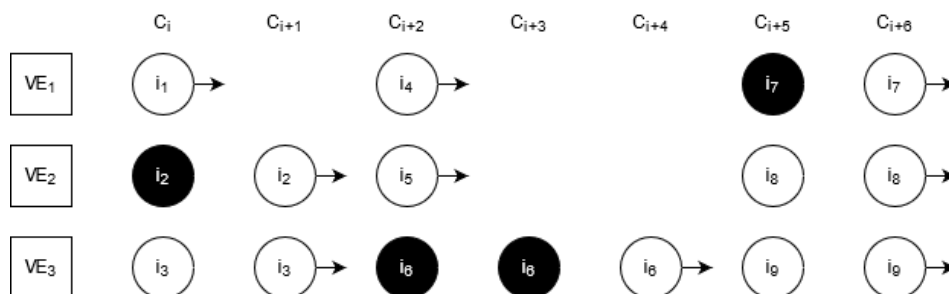 Cᵢ Cᵢ₊₁ Cᵢ₊₂ Cᵢ₊₃ Cᵢ₊₄ Cᵢ₊₅ Cᵢ₊₆
VE₁ i₁ i₄ i₇ i₇
VE₂ i₂ i₂ i₅ i₈ i₈
VE₃ i₃ i₃ i₆ i₆ i₆ i₉ i₉